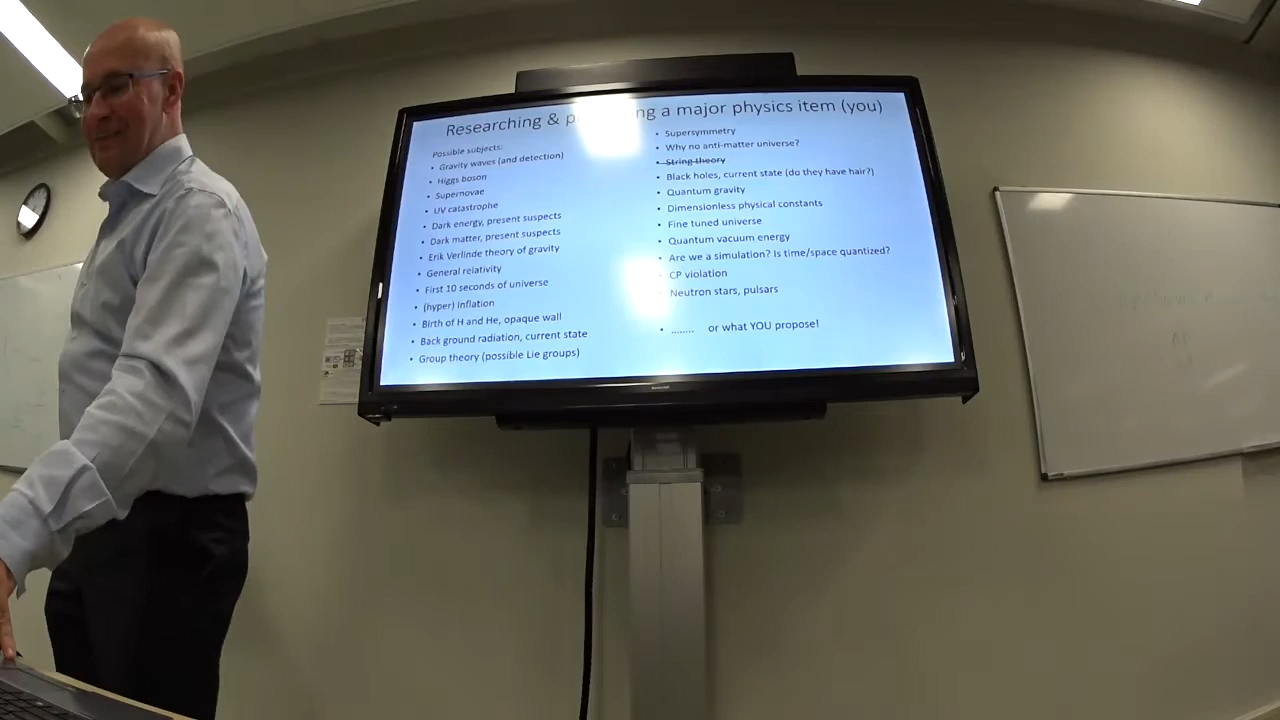 Researching & p ng a major physics item (you)
Possible subjects:
• Gravity waves (and detection)
• Higgs boson
• Supernovae
• UV catastrophe
• Dark energy, present suspects
• Dark matter, present suspects
• Erik Verlinde theory of gravity
• General relativity
• First 10 seconds of universe
• (hyper) Inflation
• Birth of H and He, opaque wall
• Back ground radiation, current state
• Group theory (possible Lie groups)
• Supersymmetry
• Why no anti-matter universe?
• String theory
• Black holes, current state (do they have hair?)
• Quantum gravity
• Dimensionless physical constants
• Fine tuned universe
• Quantum vacuum energy
• Are we a simulation? Is time/space quantized?
• CP violation
• Neutron stars, pulsars
• ........ or what YOU propose!